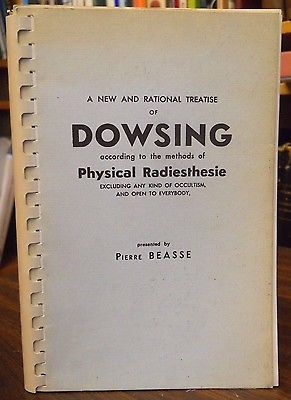 A NEW AND RATIONAL TREATISE
OF
DOWSING
according to the methods of
Physical Radiesthesie
EXCLUDING ANY KIND OF OCCULTISM,
AND OPEN TO EVERYBODY,
presented by
PIERRE BEASSE